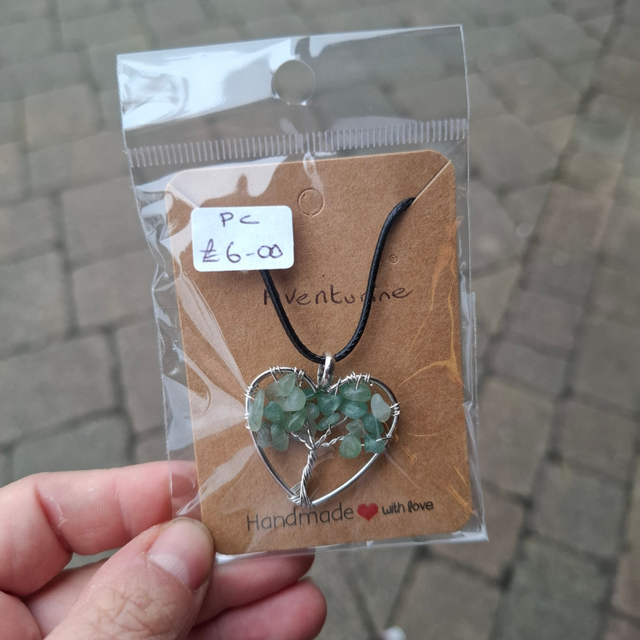 PC
£6-00
Aventurine
Handmade ❤ with love